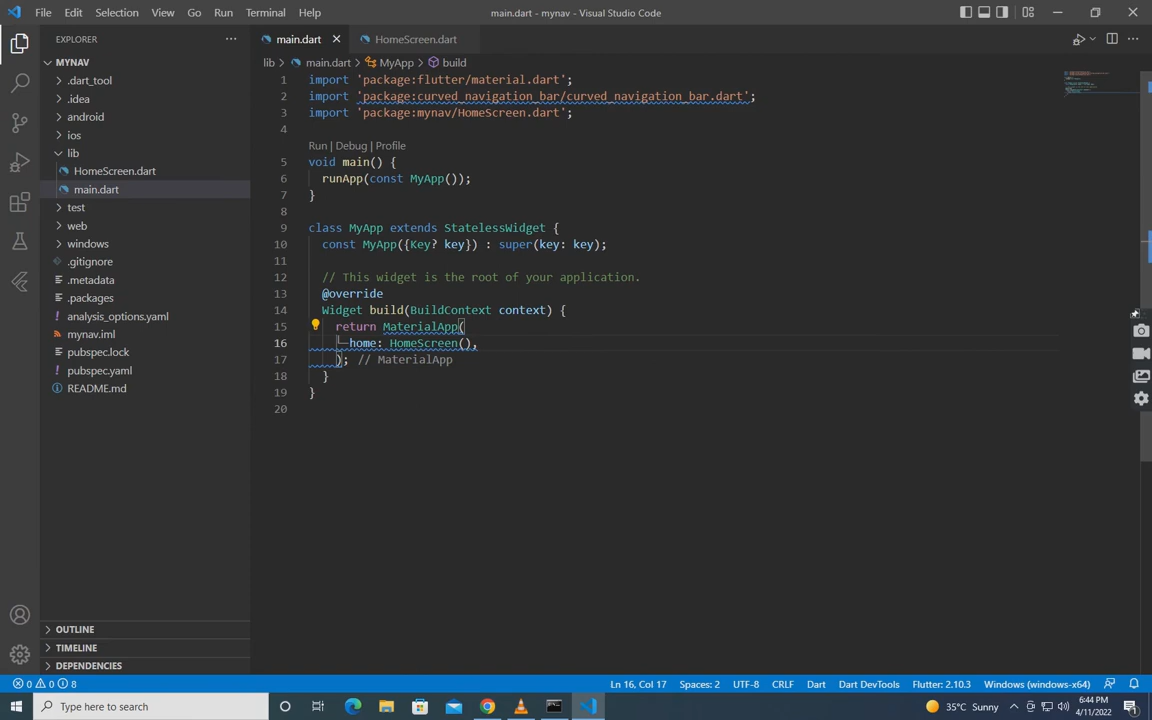 File Edit Selection View Go Run Terminal Help
main.dart - mynav - Visual Studio Code
EXPLORER
MYNAV
.dart_tool
.idea
android
ios
lib
HomeScreen.dart
main.dart
test
web
windows
.gitignore
.metadata
.packages
analysis_options.yaml
mynav.iml
pubspec.lock
pubspec.yaml
README.md
OUTLINE
TIMELINE
DEPENDENCIES
main.dart HomeScreen.dart
lib > main.dart > MyApp > build
1 import 'package:flutter/material.dart';
2 import 'package:curved_navigation_bar/curved_navigation_bar.dart';
3 import 'package:mynav/HomeScreen.dart';
4
Run | Debug | Profile
5 void main() {
6 runApp(const MyApp());
7 }
8
9 class MyApp extends StatelessWidget {
10 const MyApp({Key? key}) : super(key: key);
11
12 // This widget is the root of your application.
13 @override
14 Widget build(BuildContext context) {
15 return MaterialApp(
16 home: HomeScreen(),
17 ); // MaterialApp
18 }
19 }
20
0 0 8
Ln 16, Col 17 Spaces: 2 UTF-8 CRLF Dart Dart DevTools Flutter: 2.10.3 Windows (windows-x64)
Type here to search
35°C Sunny
6:44 PM
4/11/2022
1